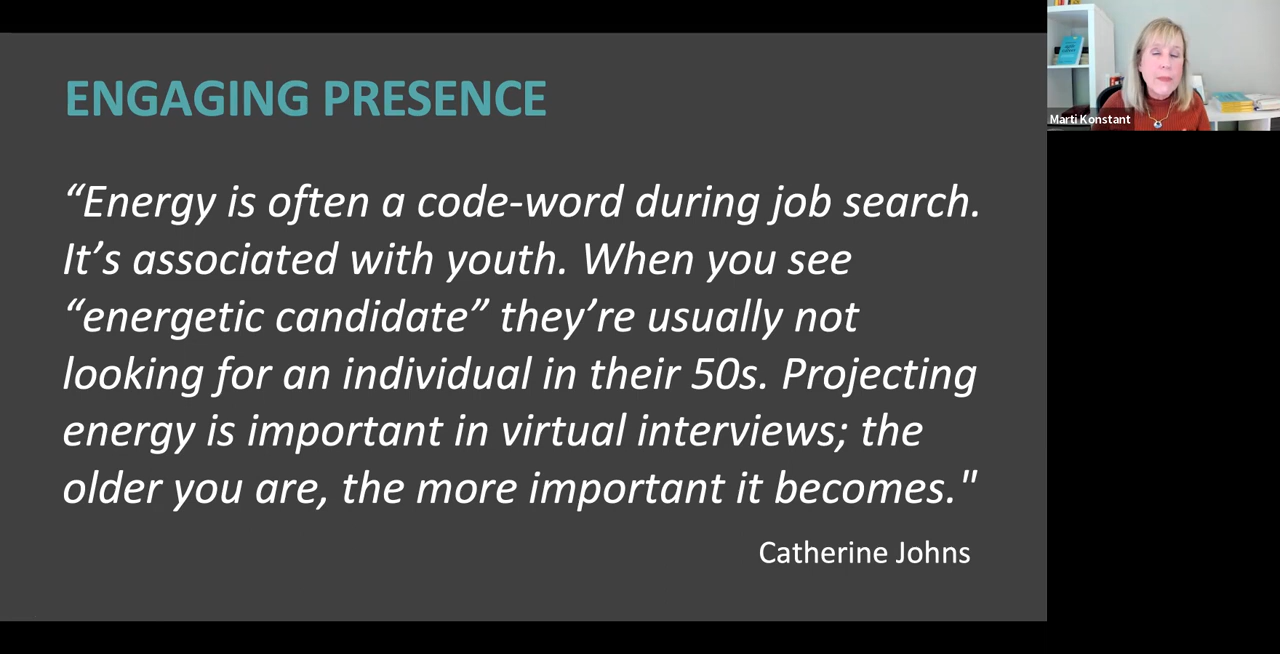 ENGAGING PRESENCE
“Energy is often a code-word during job search.
It’s associated with youth. When you see
“energetic candidate” they’re usually not
looking for an individual in their 50s. Projecting
energy is important in virtual interviews; the
older you are, the more important it becomes."
Catherine Johns
Marti Konstant